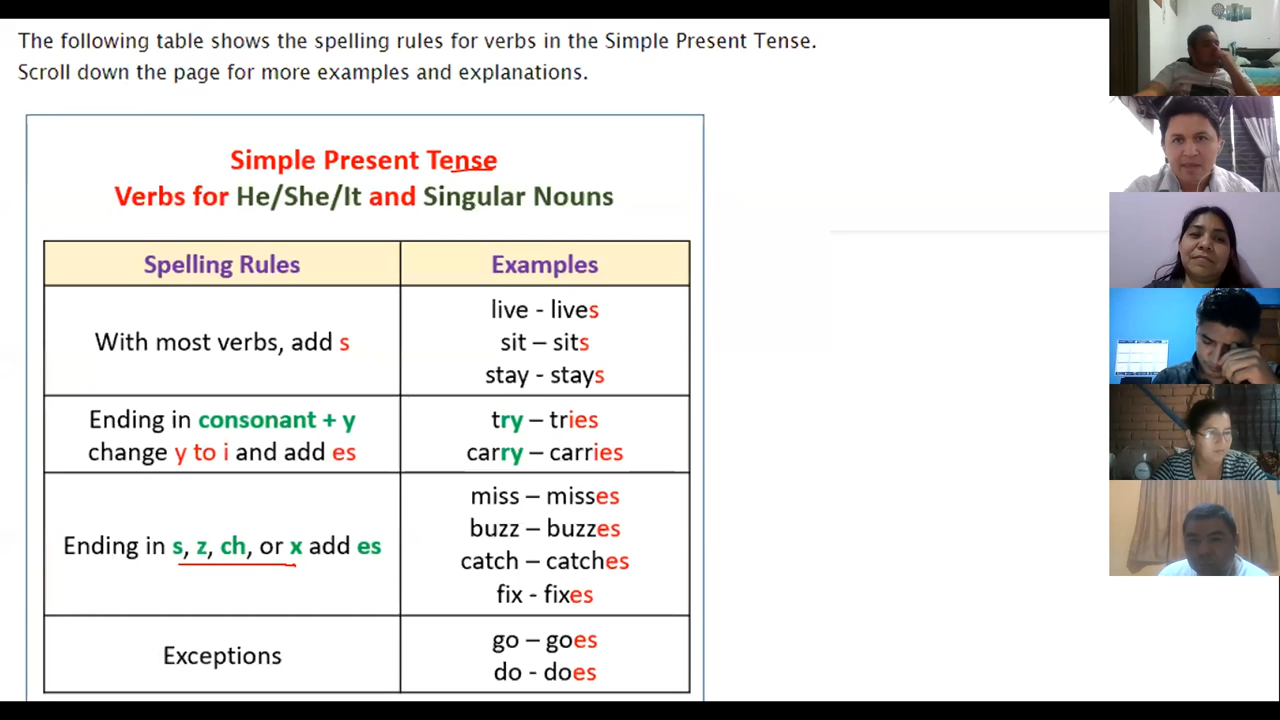 The following table shows the spelling rules for verbs in the Simple Present Tense.
Scroll down the page for more examples and explanations.
Simple Present Tense
Verbs for He/She/It and Singular Nouns
Spelling Rules
Examples
With most verbs, add s
live - lives
sit – sits
stay - stays
Ending in consonant + y
change y to i and add es
try – tries
carry – carries
Ending in s, z, ch, or x add es
miss – misses
buzz – buzzes
catch – catches
fix - fixes
Exceptions
go – goes
do - does